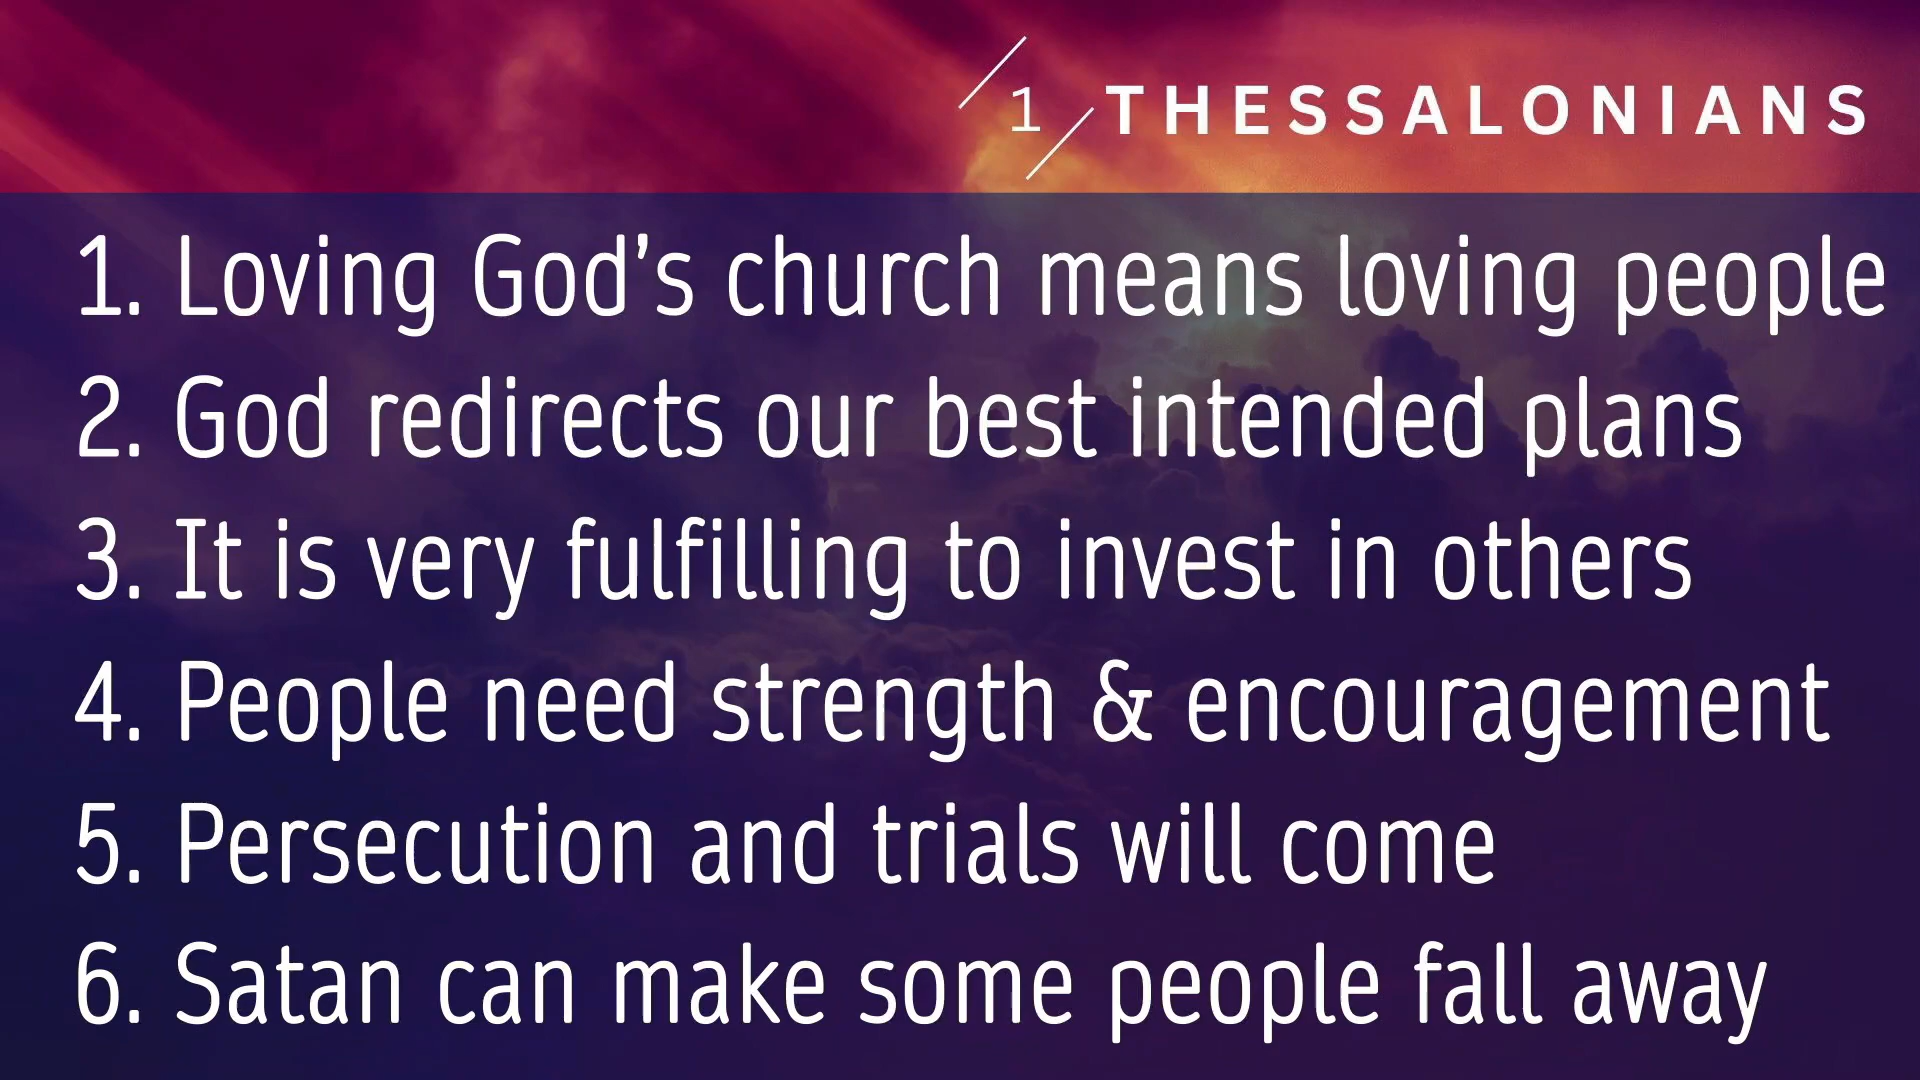 1 THESSALONIANS
1. Loving God’s church means loving people
2. God redirects our best intended plans
3. It is very fulfilling to invest in others
4. People need strength & encouragement
5. Persecution and trials will come
6. Satan can make some people fall away